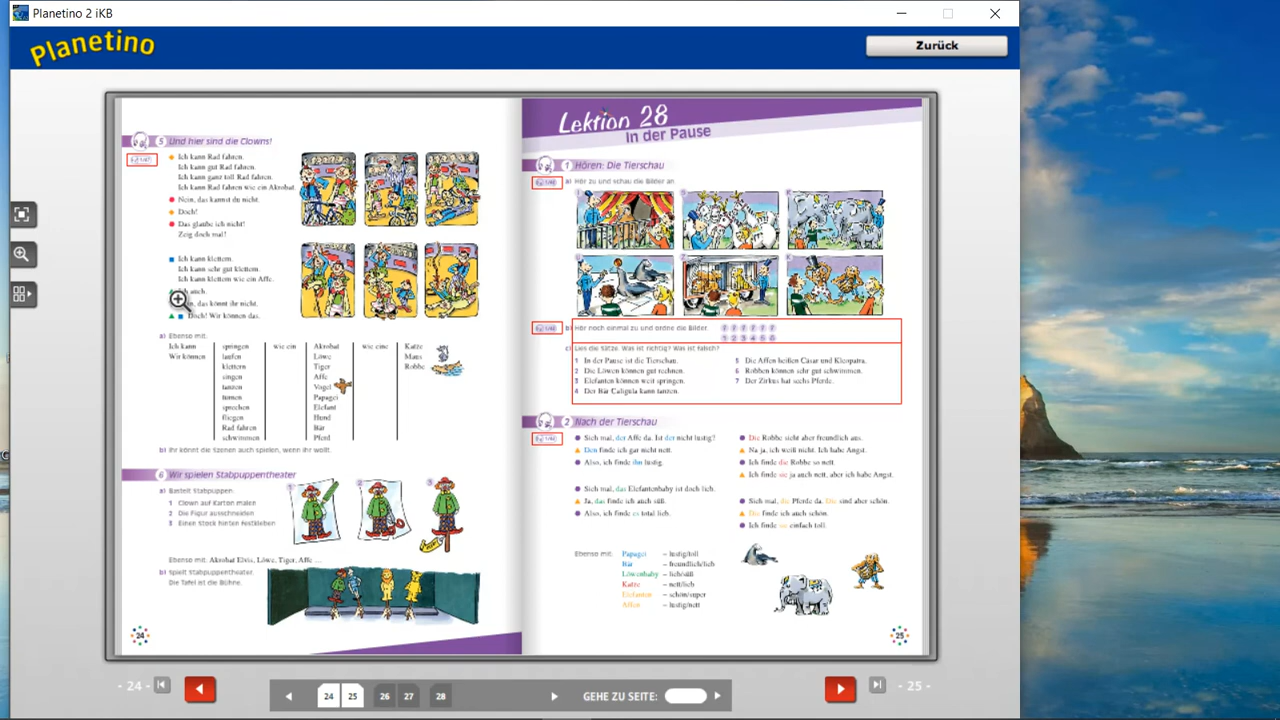 Planetino 2 iKB
Planetino
Zurück
5 Und hier sind die Clowns!
Ich kann Rad fahren.
Ich kann gut Rad fahren.
Ich kann ganz toll Rad fahren.
Ich kann Rad fahren wie ein Akrobat.
Nein, das kannst du nicht.
Doch!
Das glaube ich nicht!
Zeig doch mal!
Ich kann klettern.
Ich kann sehr gut klettern.
Ich kann klettern wie ein Affe.
auch.
das könnt ihr nicht.
Doch! Wir können das.
a) Ebenso mit:
Ich kann springen wie ein Akrobat wie eine Katze
Wir können laufen Löwe Maus
klettern Tiger Robbe
singen Affe
tanzen Vogel
turnen Papagei
sprechen Elefant
fliegen Hund
Rad fahren Bär
schwimmen Pferd
b) Ihr könnt die Szenen auch spielen, wenn ihr wollt.
6 Wir spielen Stabpuppentheater
a) Bastelt Stabpuppen:
1 Clown auf Karton malen
2 Die Figur ausschneiden
3 Einen Stock hinten festkleben
1 2 3
Ebenso mit: Akrobat Elvis, Löwe, Tiger, Affe ...
b) Spielt Stabpuppentheater.
Die Tafel ist die Bühne.
24
Lektion 28
In der Pause
1 Hören: Die Tierschau
a) Hör zu und schau die Bilder an
b) Hör noch einmal zu und ordne die Bilder.
? ? ? ? ? ?
1 2 3 4 5 6
c) Lies die Sätze. Was ist richtig? Was ist falsch?
1 In der Pause ist die Tierschau.
2 Die Löwen können gut rechnen.
3 Elefanten können weit springen.
4 Der Bär Caligula kann tanzen.
5 Die Affen heißen Cäsar und Kleopatra.
6 Robben können sehr gut schwimmen.
7 Der Zirkus hat sechs Pferde.
2 Nach der Tierschau
Sieh mal, der Affe da. Ist der nicht lustig?
Den finde ich gar nicht nett.
Also, ich finde ihn lustig.
Sieh mal, das Elefantenbaby ist doch lieb.
Ja, das finde ich auch süß.
Also, ich finde es total lieb.
Die Robbe sieht aber freundlich aus.
Na ja, ich weiß nicht. Ich habe Angst.
Ich finde die Robbe so nett.
Ich finde sie ja auch nett, aber ich habe Angst.
Sieh mal, die Pferde da. Die sind aber schön.
Die finde ich auch schön.
Ich finde sie einfach toll.
Ebenso mit: Papagei – lustig/toll
Bär – freundlich/lieb
Löwenbaby – lieb/süß
Katze – nett/lieb
Elefanten – schön/super
Affen – lustig/nett
25
- 24 -
24 25 26 27 28
GEHE ZU SEITE:
- 25 -